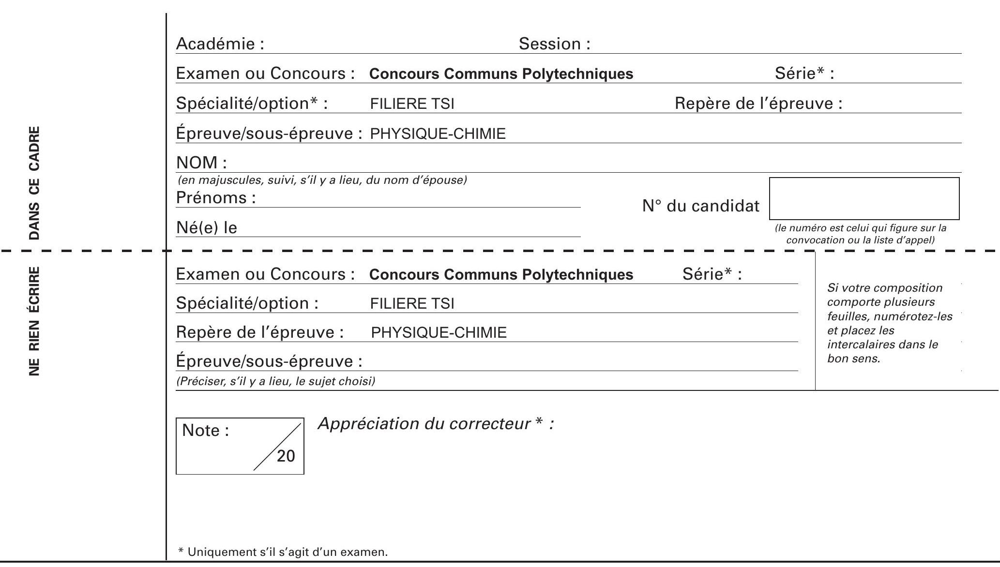 Académie : Session :
Examen ou Concours : Concours Communs Polytechniques Série* :
Spécialité/option* : FILIERE TSI Repère de l’épreuve :
Épreuve/sous-épreuve : PHYSIQUE-CHIMIE
NOM :
(en majuscules, suivi, s’il y a lieu, du nom d’épouse)
Prénoms :
N° du candidat
Né(e) le
(le numéro est celui qui figure sur la
convocation ou la liste d’appel)
DANS CE CADRE
NE RIEN ÉCRIRE
Examen ou Concours : Concours Communs Polytechniques Série* :
Spécialité/option : FILIERE TSI
Repère de l’épreuve : PHYSIQUE-CHIMIE
Épreuve/sous-épreuve :
(Préciser, s’il y a lieu, le sujet choisi)
Si votre composition
comporte plusieurs
feuilles, numérotez-les
et placez les
intercalaires dans le
bon sens.
Note :
20
Appréciation du correteur * :
* Uniquement s’il s’agit d’un examen.